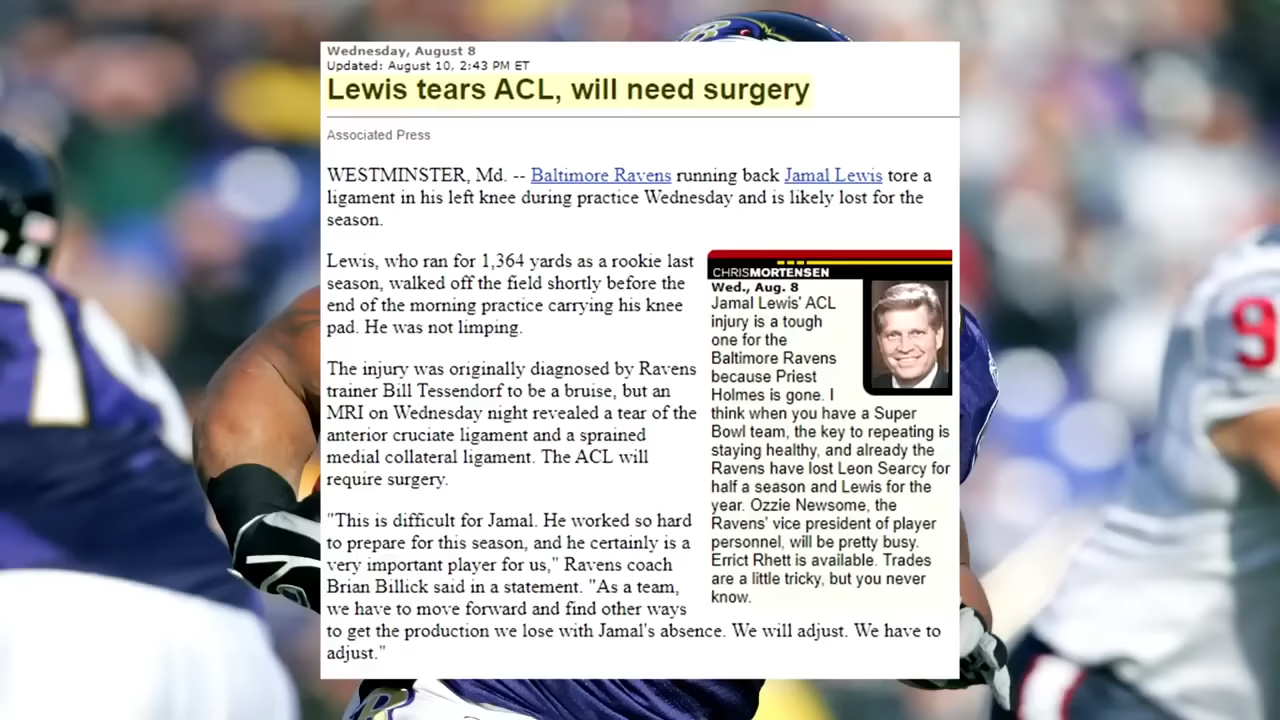 Wednesday, August 8
Updated: August 10, 2:43 PM ET
Lewis tears ACL, will need surgery
Associated Press
WESTMINSTER, Md. -- Baltimore Ravens running back Jamal Lewis tore a
ligament in his left knee during practice Wednesday and is likely lost for the
season.
Lewis, who ran for 1,364 yards as a rookie last
season, walked off the field shortly before the
end of the morning practice carrying his knee
pad. He was not limping.
The injury was originally diagnosed by Ravens
trainer Bill Tessendorf to be a bruise, but an
MRI on Wednesday night revealed a tear of the
anterior cruciate ligament and a sprained
medial collateral ligament. The ACL will
require surgery.
"This is difficult for Jamal. He worked so hard
to prepare for this season, and he certainly is a
very important player for us," Ravens coach
Brian Billick said in a statement. "As a team,
we have to move forward and find other ways
to get the production we lose with Jamal's absence. We will adjust. We have to
adjust."
CHRISMORTENSEN
Wed., Aug. 8
Jamal Lewis' ACL
injury is a tough
one for the
Baltimore Ravens
because Priest
Holmes is gone. I
think when you have a Super
Bowl team, the key to repeating is
staying healthy, and already the
Ravens have lost Leon Searcy for
half a season and Lewis for the
year. Ozzie Newsome, the
Ravens' vice president of player
personnel, will be pretty busy.
Errict Rhett is available. Trades
are a little tricky, but you never
know.
9